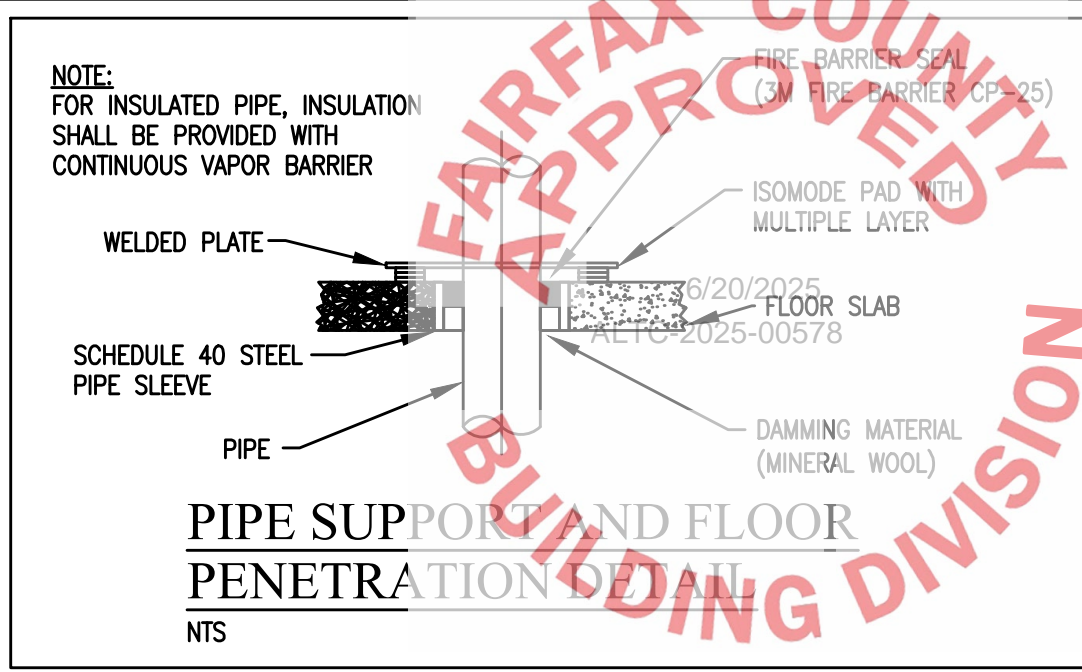 NOTE:
FOR INSULATED PIPE, INSULATION
SHALL BE PROVIDED WITH
CONTINUOUS VAPOR BARRIER
FIRE BARRIER SEAL
(3M FIRE BARRIER CP-25)
ISOMODE PAD WITH
MULTIPLE LAYER
WELDED PLATE
FLOOR SLAB
SCHEDULE 40 STEEL
PIPE SLEEVE
PIPE
DAMMING MATERIAL
(MINERAL WOOL)
PIPE SUPPORT AND FLOOR
PENETRATION DETAIL
NTS
FAIRFAX COUNTY
APPROVED
6/20/2025
ALTC-2025-00578
BUILDING DIVISION